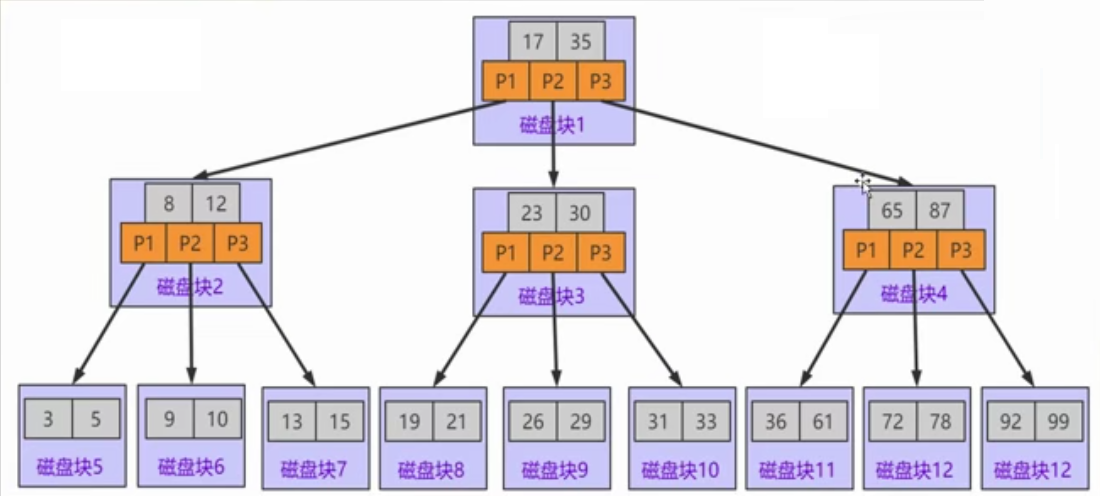 17 35
P1 P2 P3
磁盘块1
8 12
P1 P2 P3
磁盘块2
23 30
P1 P2 P3
磁盘块3
65 87
P1 P2 P3
磁盘块4
3 5
磁盘块5
9 10
磁盘块6
13 15
磁盘块7
19 21
磁盘块8
26 29
磁盘块9
31 33
磁盘块10
36 61
磁盘块11
72 78
磁盘块12
92 99
磁盘块12